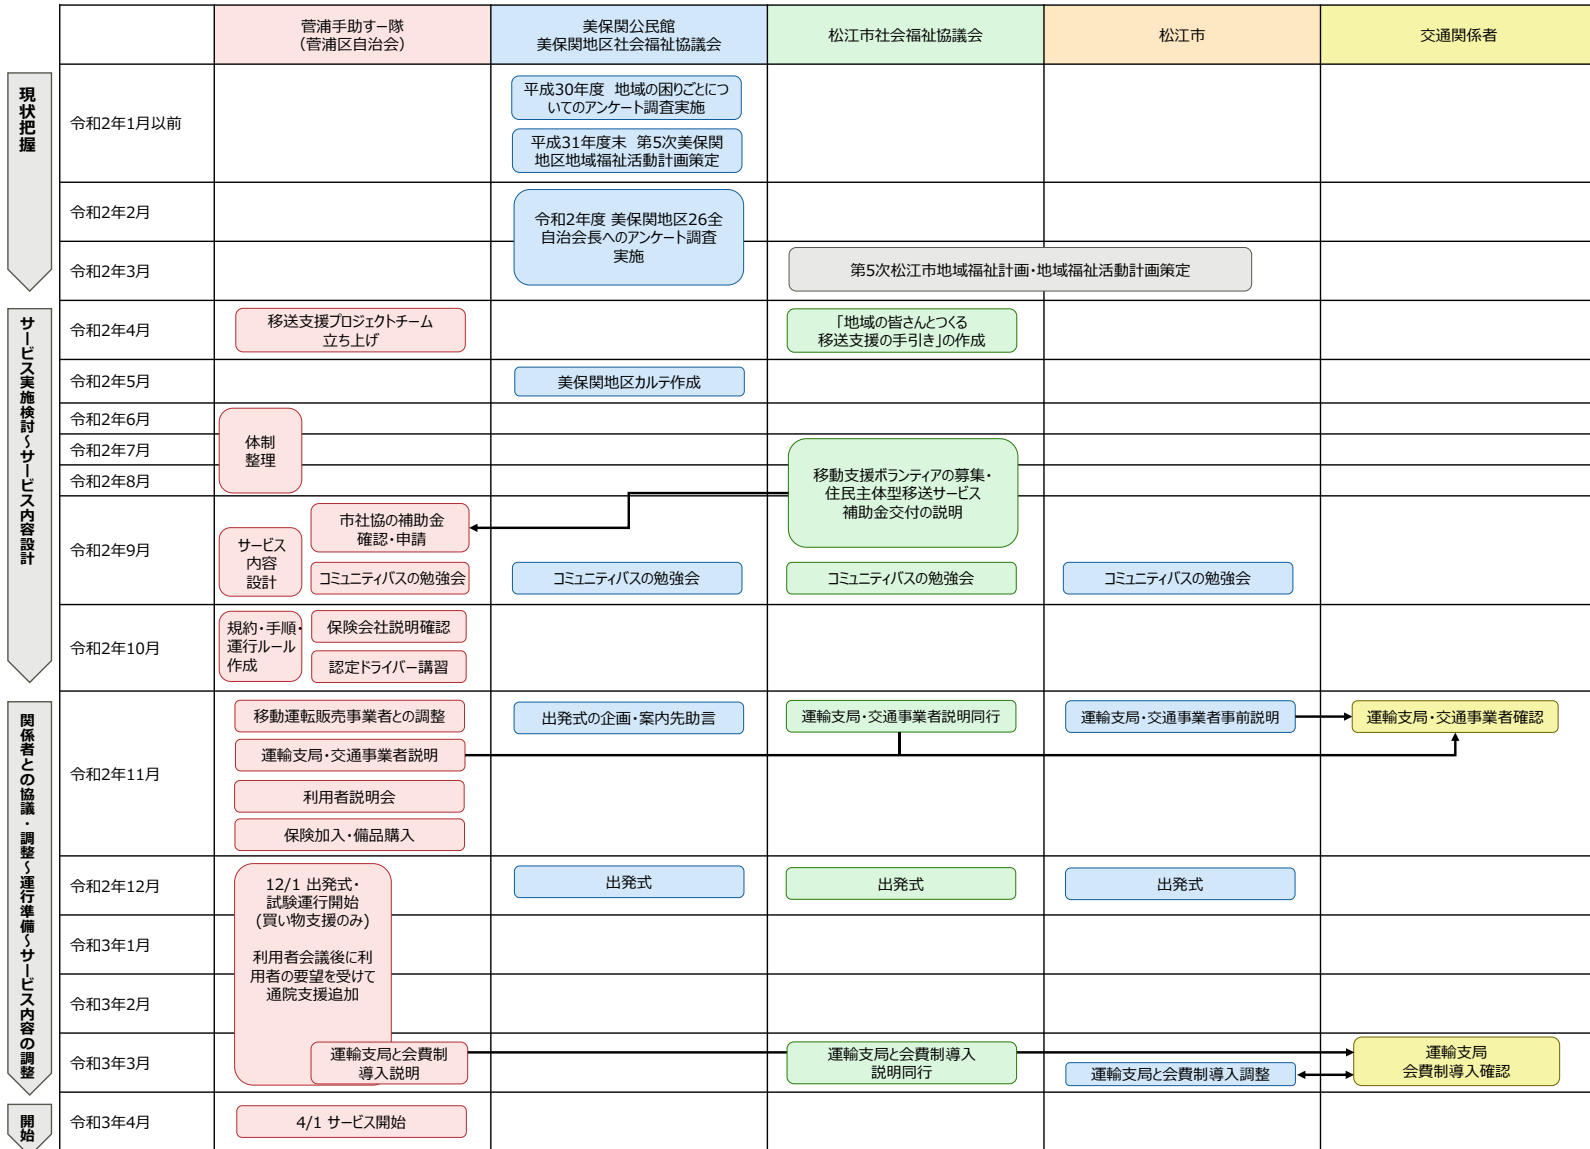 菅浦手助すー隊
（菅浦区自治会）
美保関公民館
美保関地区社会福祉協議会
松江市社会福祉協議会
松江市
交通関係者
現状把握
令和2年1月以前
平成30年度 地域の困りごとにつ
いてのアンケート調査実施
平成31年度末 第5次美保関
地区地域福祉活動計画策定
令和2年2月
令和2年度 美保関地区26全
自治会長へのアンケート調査
実施
令和2年3月
第5次松江市地域福祉計画・地域福祉活動計画策定
サービス実施検討～サービス内容設計
令和2年4月
移送支援プロジェクトチーム
立ち上げ
「地域の皆さんとつくる
移送支援の手引き」の作成
令和2年5月
美保関地区カルテ作成
令和2年6月
体制
整理
令和2年7月
令和2年8月
移動支援ボランティアの募集・
住民主体型移送サービス
補助金交付の説明
令和2年9月
サービス
内容
設計
市社協の補助金
確認・申請
コミュニティバスの勉強会
コミュニティバスの勉強会
コミュニティバスの勉強会
コミュニティバスの勉強会
令和2年10月
規約・手順・
運行ルール
作成
保険会社説明確認
認定ドライバー講習
関係者との協議・調整～運行準備～サービス内容の調整
令和2年11月
移動運転販売事業者との調整
出発式の企画・案内先助言
運輸支局・交通事業者説明同行
運輸支局・交通事業者事前説明
運輸支局・交通事業者確認
運輸支局・交通事業者説明
利用者説明会
保険加入・備品購入
令和2年12月
12/1 出発式・
試験運行開始
(買い物支援のみ)
利用者会議後に利
用者の要望を受けて
通院支援追加
出発式
出発式
出発式
令和3年1月
令和3年2月
令和3年3月
運輸支局と会費制
導入説明
運輸支局と会費制導入
説明同行
運輸支局と会費制導入調整
運輸支局
会費制導入確認
開始
令和3年4月
4/1 サービス開始